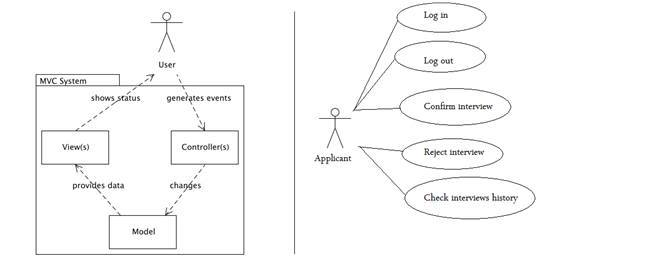 User
MVC System
shows status
generates events
View(s)
Controller(s)
provides data
changes
Model
Log in
Log out
Confirm interview
Applicant
Reject interview
Check interviews history